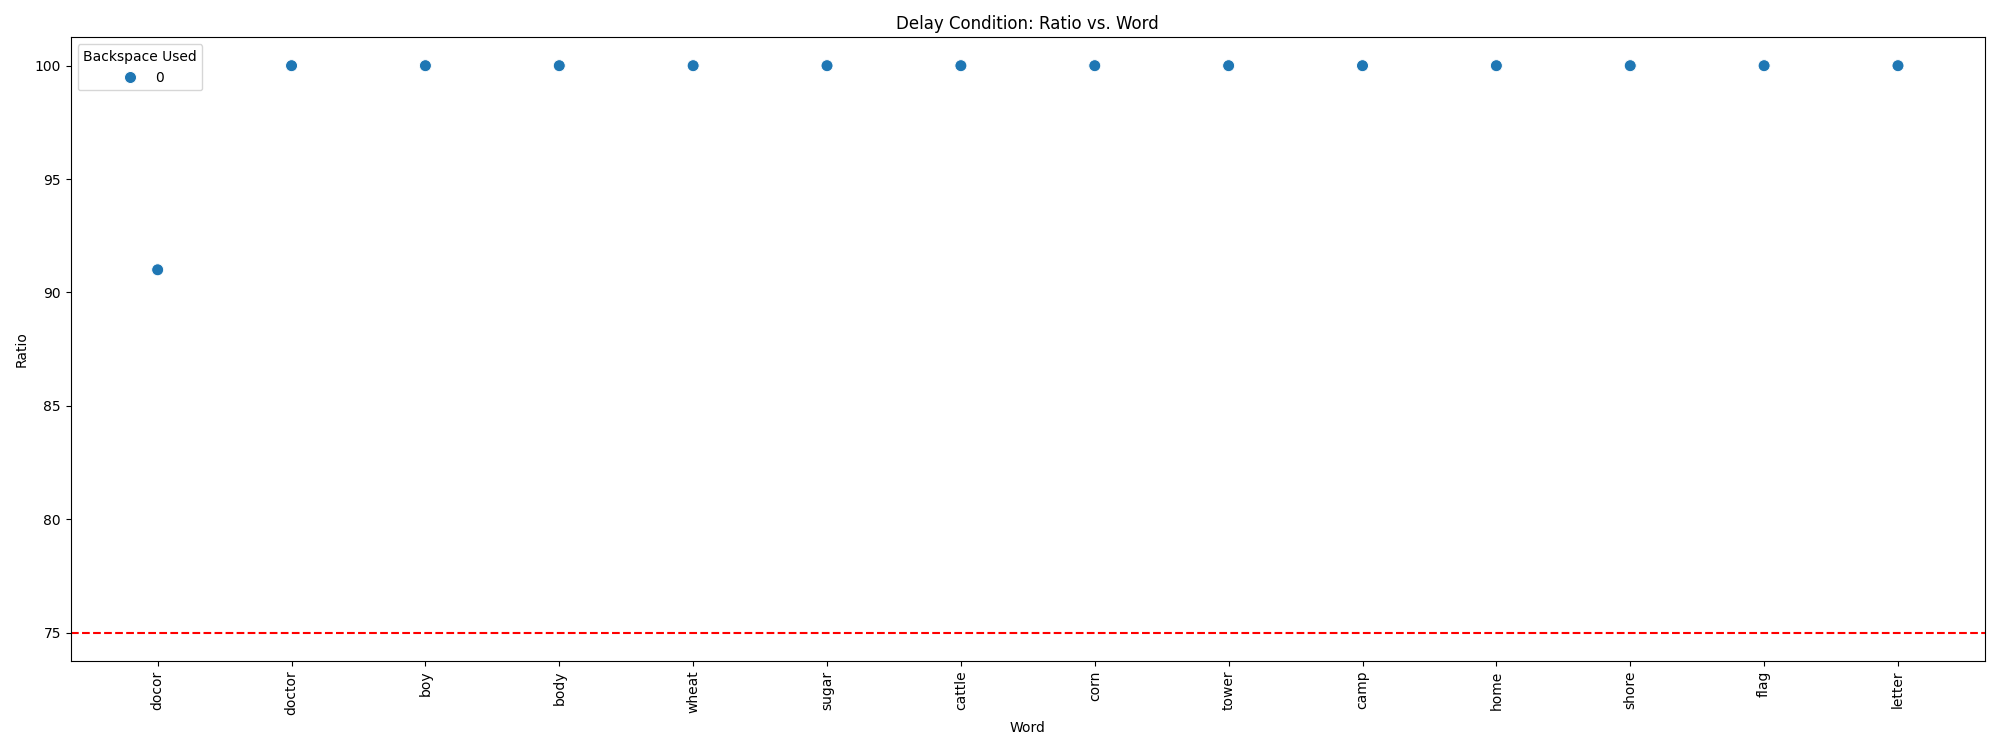 Delay Condition: Ratio vs. Word
Backspace Used
0
Ratio
100
95
90
85
80
75
docor
doctor
boy
body
wheat
sugar
cattle
corn
tower
camp
home
shore
flag
letter
Word